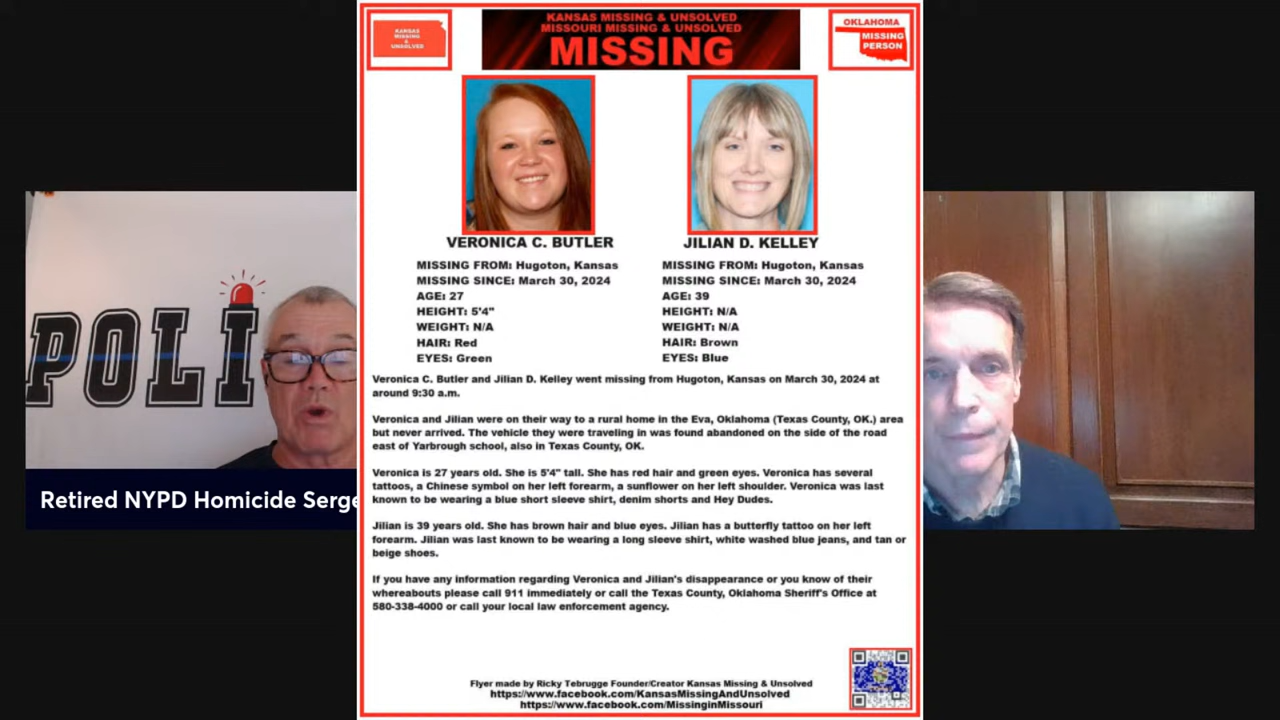 KANSAS
MISSING
&
UNSOLVED
KANSAS MISSING & UNSOLVED
MISSOURI MISSING & UNSOLVED
MISSING
OKLAHOMA
MISSING
PERSON
VERONICA C. BUTLER
MISSING FROM: Hugoton, Kansas
MISSING SINCE: March 30, 2024
AGE: 27
HEIGHT: 5'4"
WEIGHT: N/A
HAIR: Red
EYES: Green
JILIAN D. KELLEY
MISSING FROM: Hugoton, Kansas
MISSING SINCE: March 30, 2024
AGE: 39
HEIGHT: N/A
WEIGHT: N/A
HAIR: Brown
EYES: Blue
Veronica C. Butler and Jilian D. Kelley went missing from Hugoton, Kansas on March 30, 2024 at
around 9:30 a.m.
Veronica and Jilian were on their way to a rural home in the Eva, Oklahoma (Texas County, OK.) area
but never arrived. The vehicle they were traveling in was found abandoned on the side of the road
east of Yarbrough school, also in Texas County, OK.
Veronica is 27 years old. She is 5'4" tall. She has red hair and green eyes. Veronica has several
tattoos, a Chinese symbol on her left forearm, a sunflower on her left shoulder. Veronica was last
known to be wearing a blue short sleeve shirt, denim shorts and Hey Dudes.
Jilian is 39 years old. She has brown hair and blue eyes. Jilian has a butterfly tattoo on her left
forearm. Jilian was last known to be wearing a long sleeve shirt, white washed blue jeans, and tan or
beige shoes.
If you have any information regarding Veronica and Jilian's disappearance or you know of their
whereabouts please call 911 immediately or call the Texas County, Oklahoma Sheriff's Office at
580-338-4000 or call your local law enforcement agency.
Flyer made by Ricky Tebrugge Founder/Creator Kansas Missing & Unsolved
https://www.facebook.com/KansasMissingAndUnsolved
https://www.facebook.com/MissinginMissouri
POLI
Retired NYPD Homicide Serge